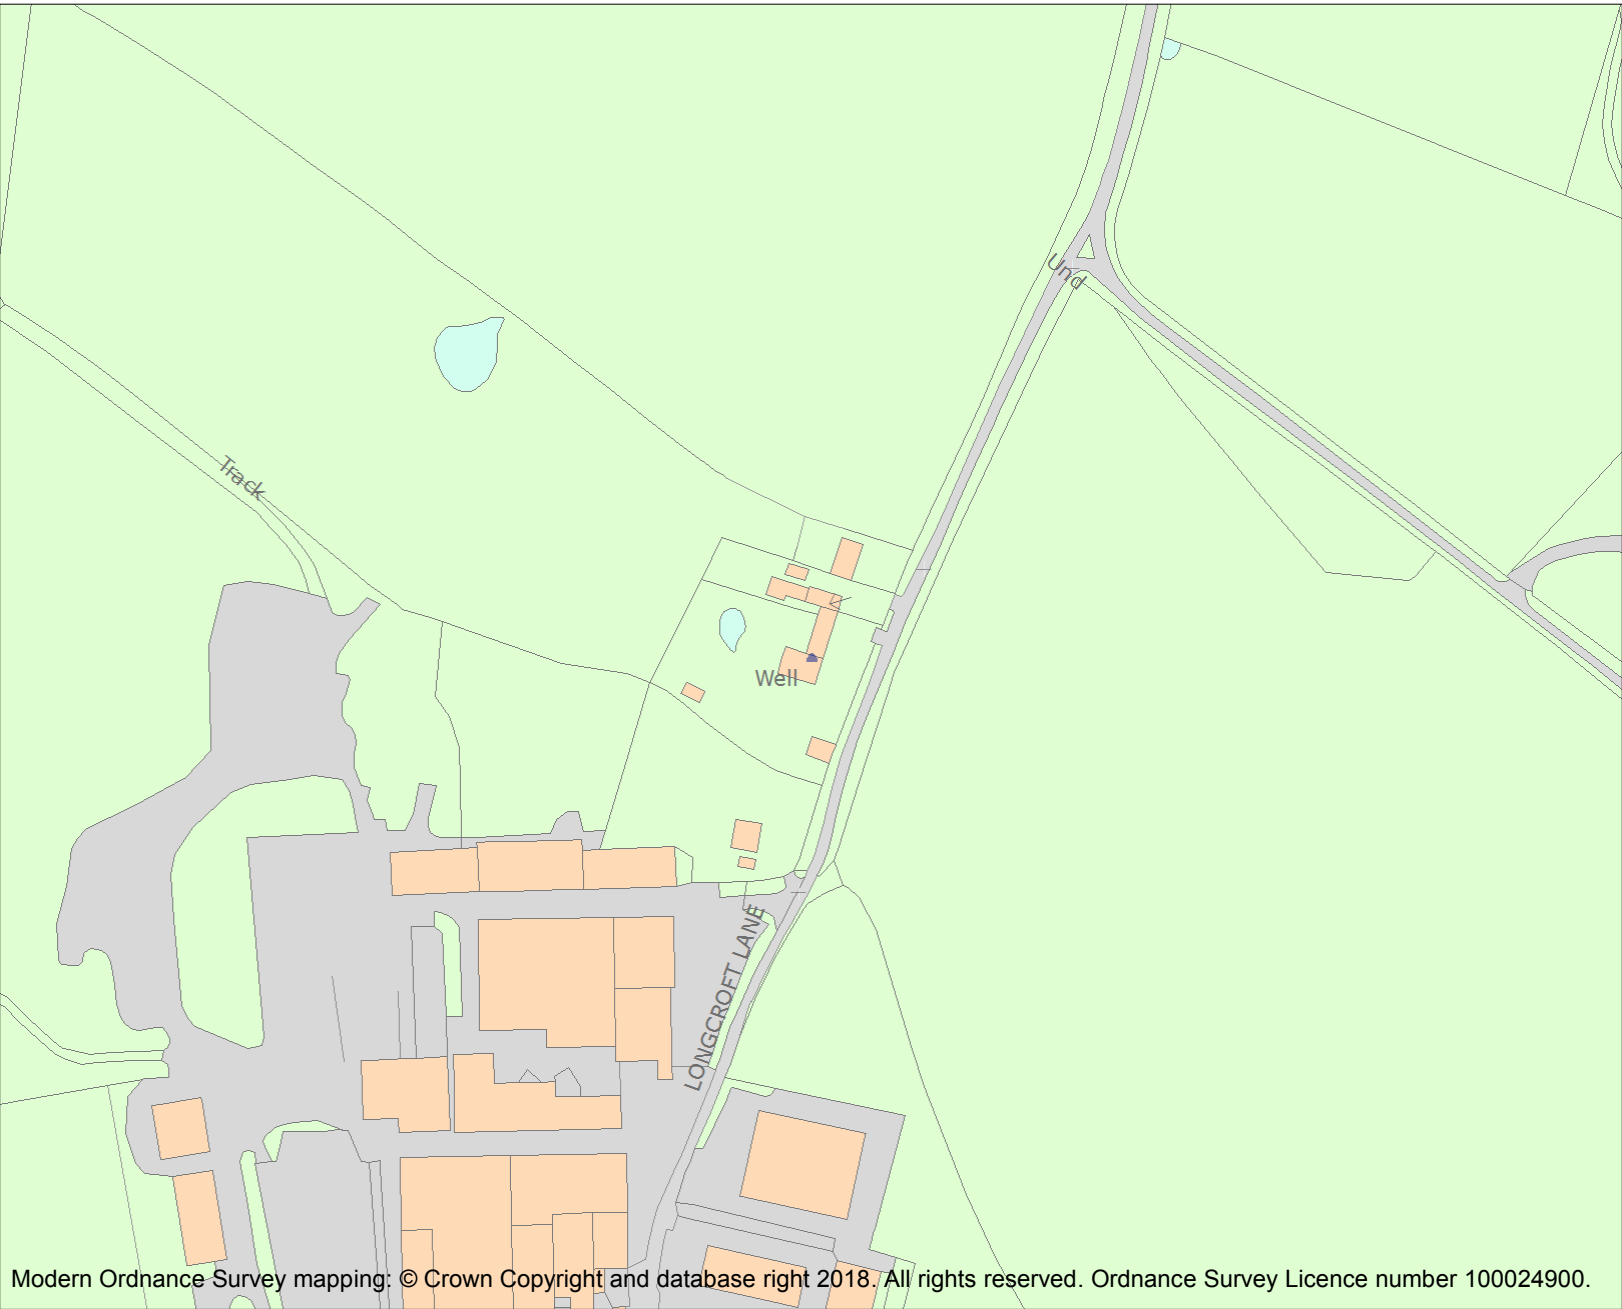 Und
Track
Well
LONGCROFT LANE
Modern Ordnance Survey mapping: © Crown Copyright and database right 2018. All rights reserved. Ordnance Survey Licence number 100024900.